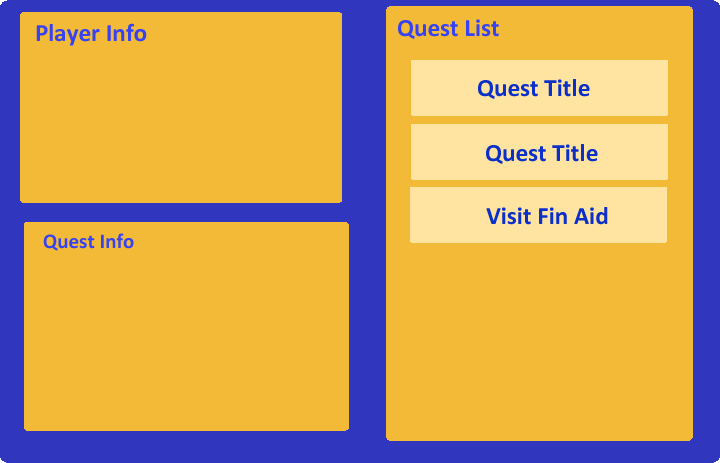 Player Info
Quest Info
Quest List
Quest Title
Quest Title
Visit Fin Aid